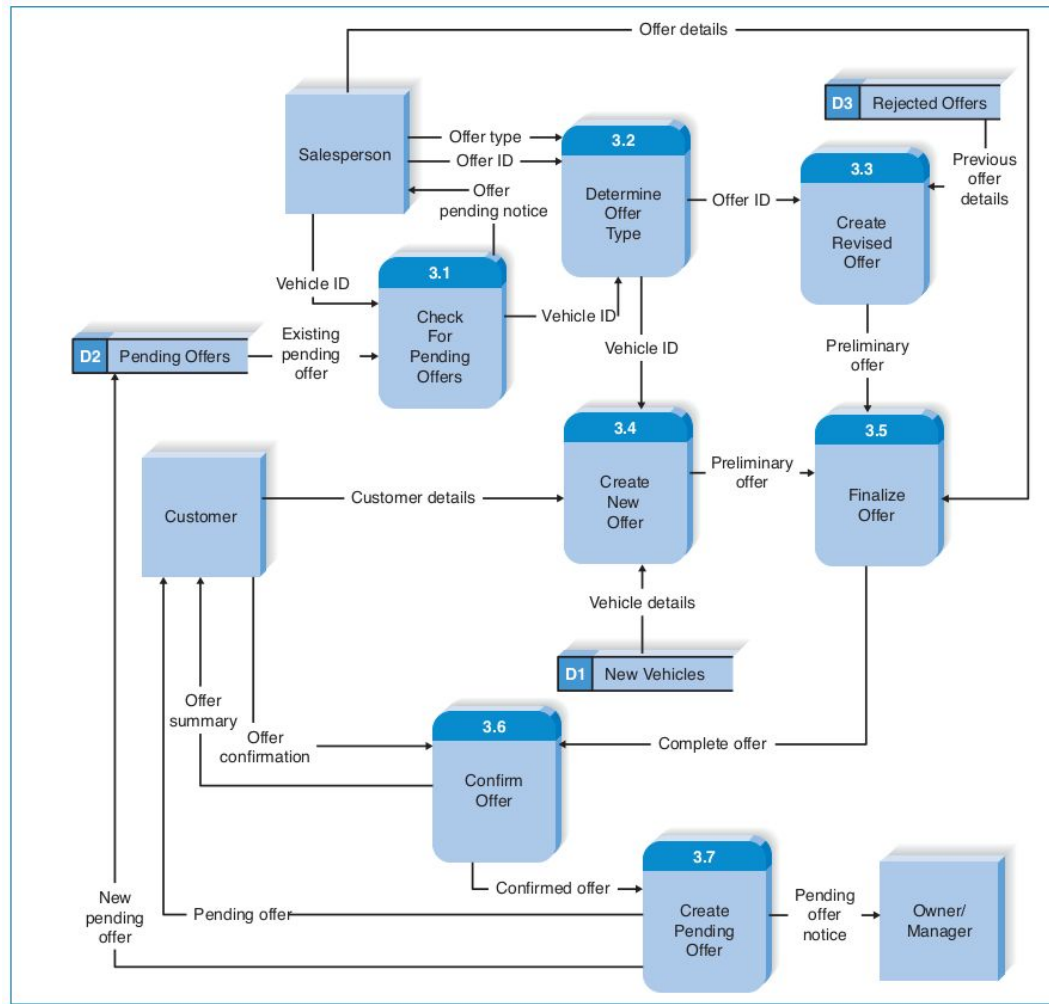 Offer details
D3 Rejected Offers
Salesperson
Offer type
Offer ID
3.2
Determine
Offer
Type
Offer ID
3.3
Create
Revised
Offer
Previous
offer
details
Offer
pending notice
Vehicle ID
3.1
Check
For
Pending
Offers
Vehicle ID
Vehicle ID
Preliminary
offer
D2 Pending Offers
Existing
pending
offer
3.4
Create
New
Offer
Preliminary
offer
3.5
Finalize
Offer
Customer
Customer details
Vehicle details
D1 New Vehicles
Offer
summary
Offer
confirmation
3.6
Confirm
Offer
Complete offer
Confirmed offer
3.7
Create
Pending
Offer
New
pending
offer
Pending offer
Pending
offer
notice
Owner/
Manager